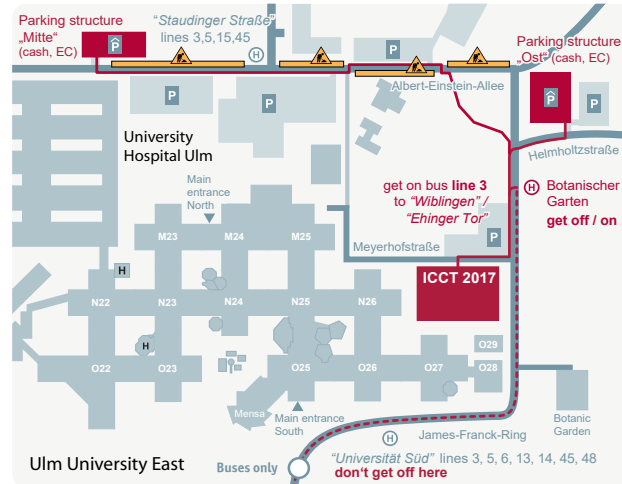 Parking structure
„Mitte“
(cash, EC)
P
"Staudinger Straße"
lines 3,5,15,45
H
Parking structure
„Ost“ (cash, EC)
P
P
P
P
P
Albert-Einstein-Allee
University
Hospital Ulm
Helmholtzstraße
Main
entrance
North
get on bus line 3
to "Wiblingen" /
"Ehinger Tor"
H
Botanischer
Garten
get off / on
M23
M24
M25
P
Meyerhofstraße
H
ICCT 2017
N22
N23
N24
N25
N26
H
O29
O22
O23
O25
O26
O27
O28
Mensa
Main entrance
South
Botanic
Garden
James-Franck-Ring
H
Ulm University East
Buses only
"Universität Süd" lines 3, 5, 6, 13, 14, 45, 48
don't get off here